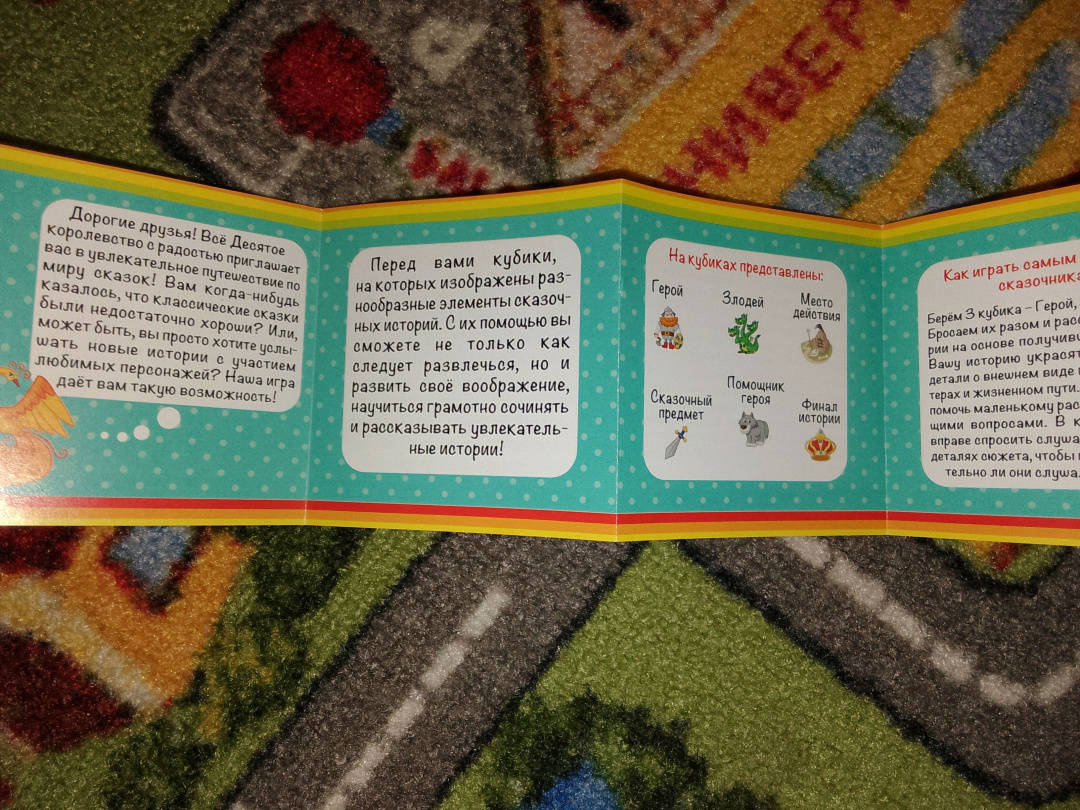 НИВЕР
Дорогие друзья! Всё Десятое
королевство с радостью приглашает
вас в увлекательное путешествие по
миру сказок! Вам когда-нибудь
казалось, что классические сказки
были недостаточно хороши? Или,
может быть, вы просто хотите услы-
шать новые истории с участием
любимых персонажей? Наша игра
даёт вам такую возможность!
Перед вами кубики,
на которых изображены раз-
нообразные элементы сказоч-
ных историй. С их помощью вы
сможете не только как
следует развлечься, но и
развить своё воображение,
научиться грамотно сочинять
и рассказывать увлекатель-
ные истории!
На кубиках представлены:
Герой
Злодей
Место
действия
Сказочный
предмет
Помощник
героя
Финал
истории
Как играть самым
сказочника
Берём 3 кубика – Герой,
Бросаем их разом и расс
рии на основе получивш
Вашу историю украсят
детали о внешнем виде
терах и жизненном пути.
помочь маленькому рас
щими вопросами. В к
вправе спросить слуша
деталях сюжета, чтобы
тельно ли они слуша